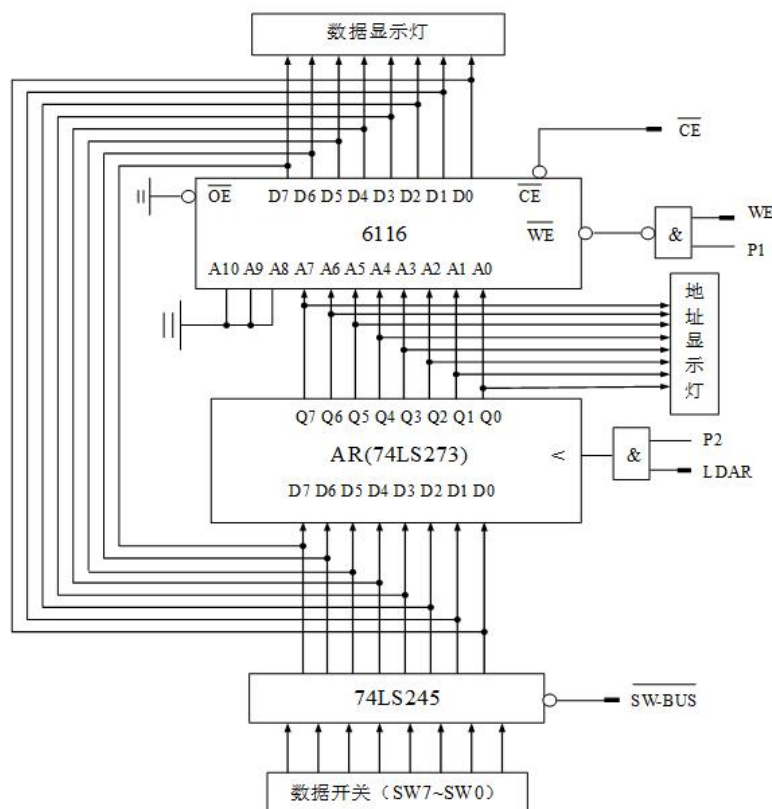 数据显示灯
CE
OE
D7 D6 D5 D4 D3 D2 D1 D0
CE
6116
WE
&
WE
P1
A10 A9 A8 A7 A6 A5 A4 A3 A2 A1 A0
地址显示灯
Q7 Q6 Q5 Q4 Q3 Q2 Q1 Q0
AR(74LS273)
<
&
P2
LDAR
D7 D6 D5 D4 D3 D2 D1 D0
74LS245
SW-BUS
数据开关（SW7~SW0）